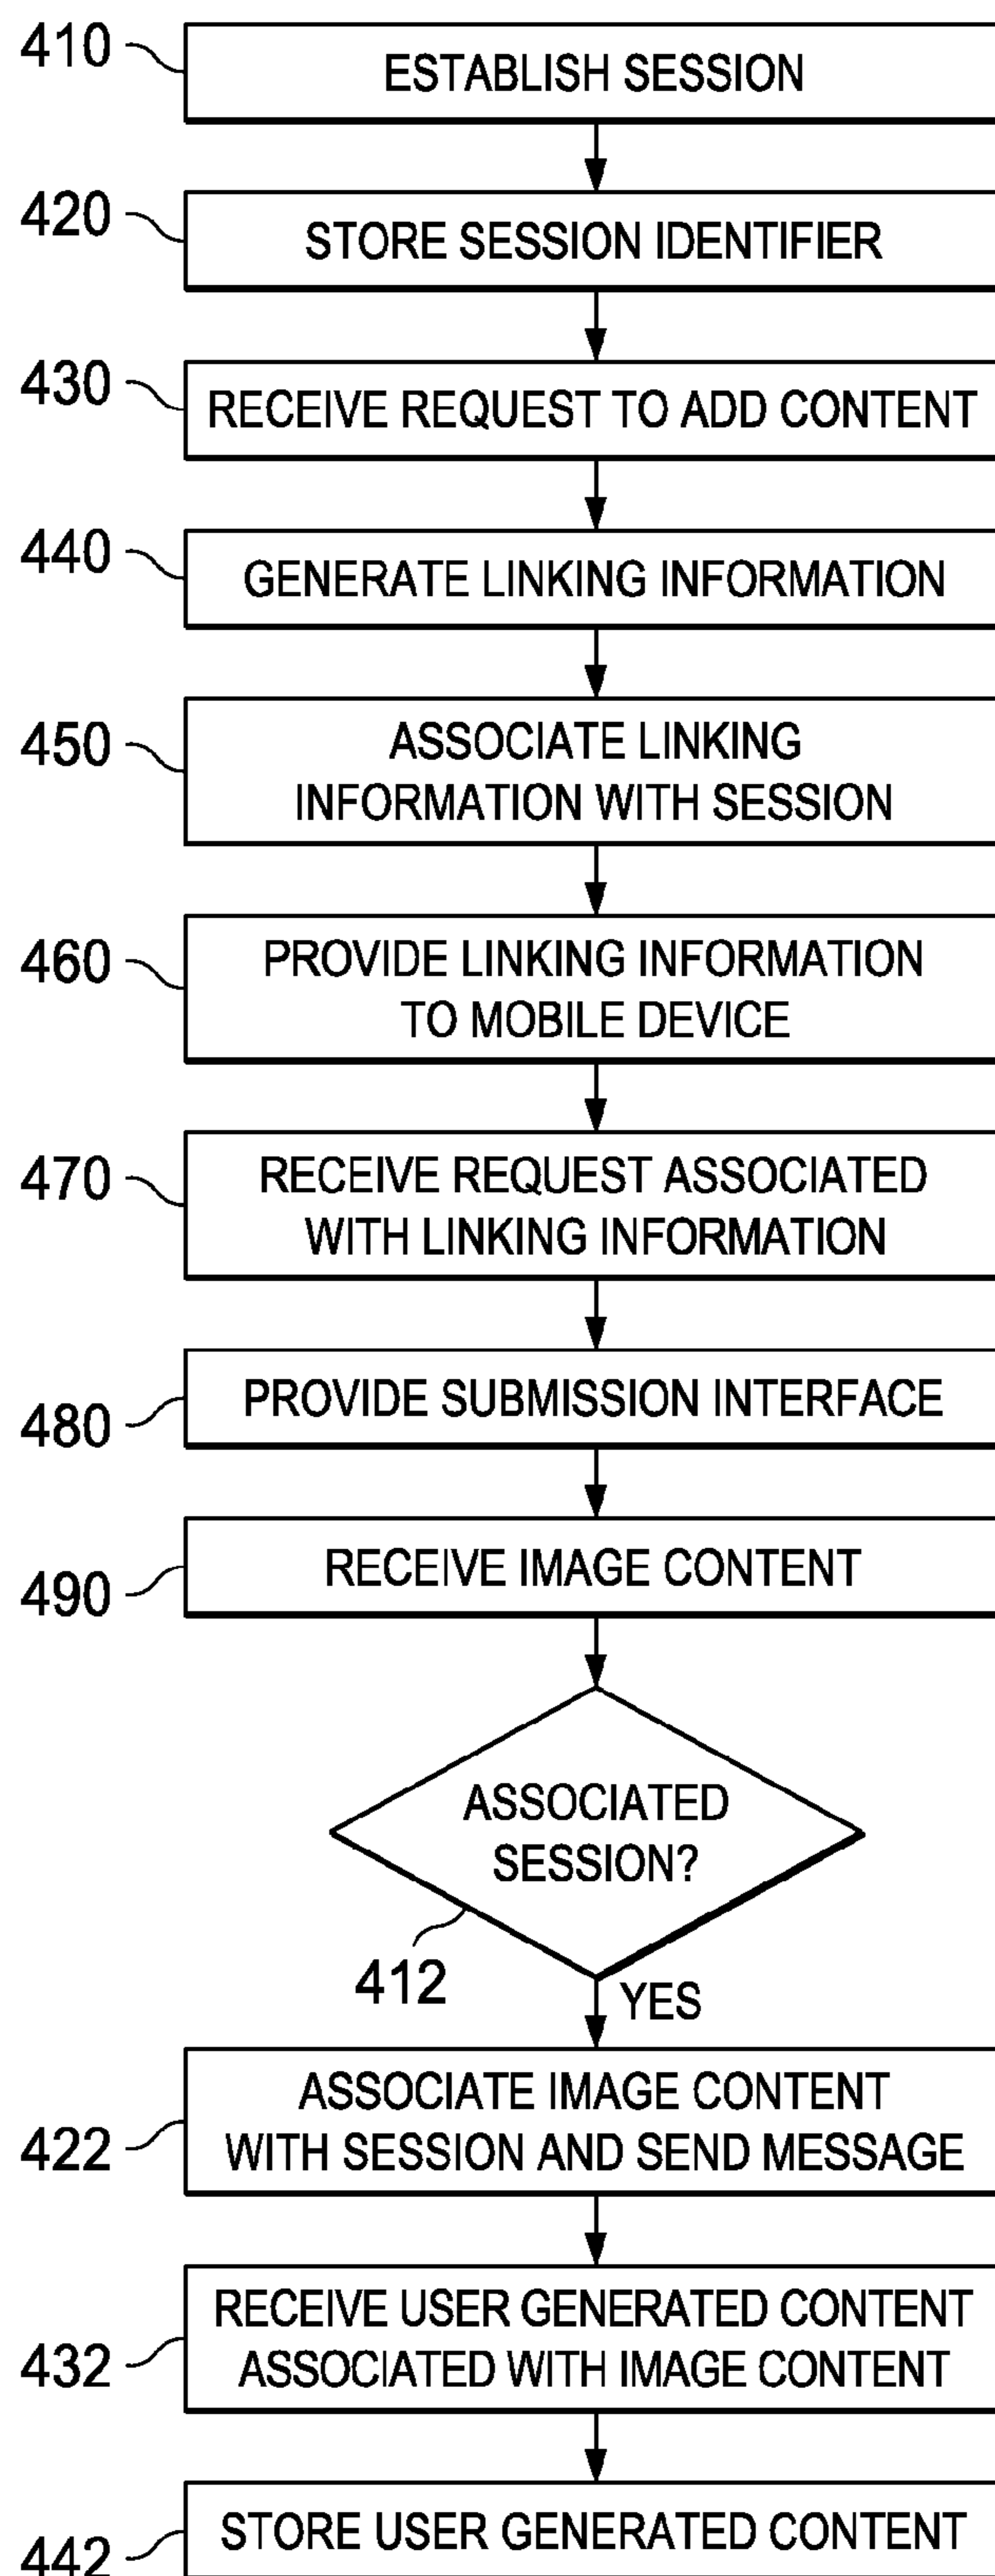 410
ESTABLISH SESSION
420
STORE SESSION IDENTIFIER
430
RECEIVE REQUEST TO ADD CONTENT
440
GENERATE LINKING INFORMATION
450
ASSOCIATE LINKING
INFORMATION WITH SESSION
460
PROVIDE LINKING INFORMATION
TO MOBILE DEVICE
470
RECEIVE REQUEST ASSOCIATED
WITH LINKING INFORMATION
480
PROVIDE SUBMISSION INTERFACE
490
RECEIVE IMAGE CONTENT
ASSOCIATED
SESSION?
412
YES
422
ASSOCIATE IMAGE CONTENT
WITH SESSION AND SEND MESSAGE
432
RECEIVE USER GENERATED CONTENT
ASSOCIATED WITH IMAGE CONTENT
442
STORE USER GENERATED CONTENT